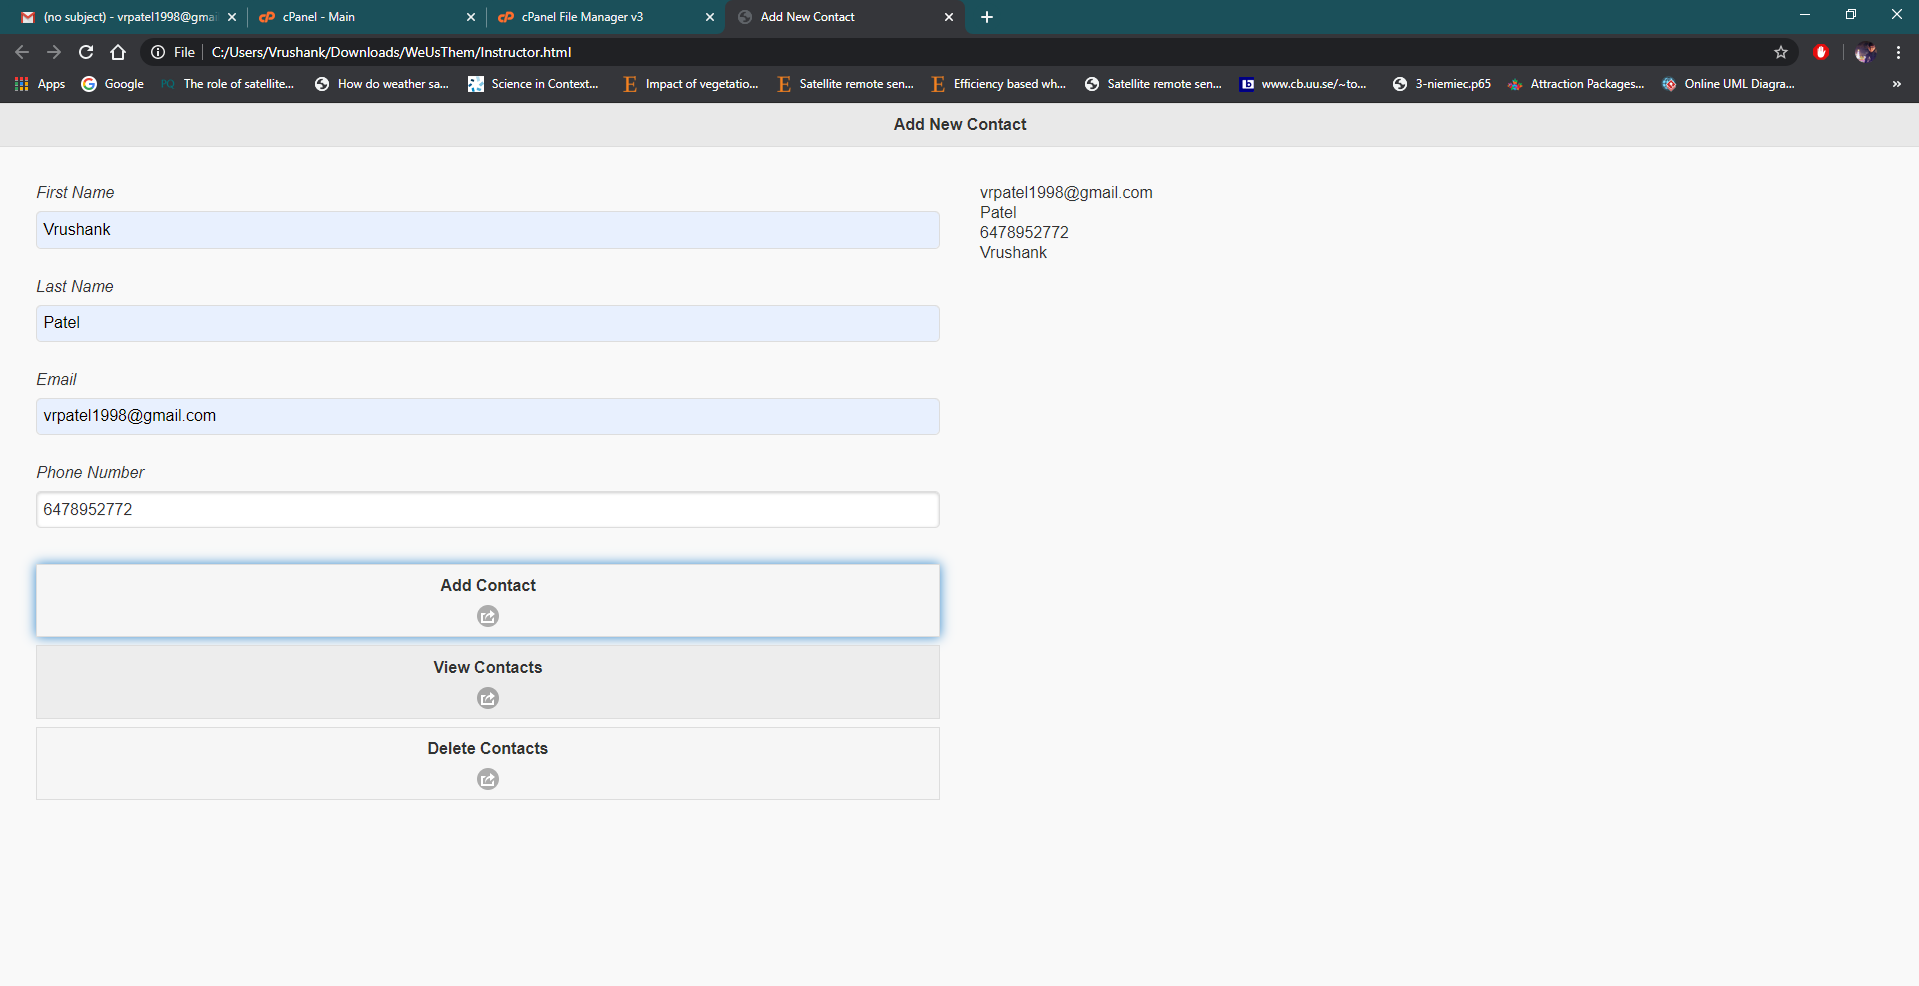 (no subject) - vrpatel1998@gmai
cPanel - Main
cPanel File Manager v3
Add New Contact
File
C:/Users/Vrushank/Downloads/WeUsThem/Instructor.html
Apps
Google
PQ
The role of satellite...
How do weather sa...
Science in Context...
E
Impact of vegetatio...
E
Satellite remote sen...
E
Efficiency based wh...
Satellite remote sen...
b
www.cb.uu.se/~to...
3-niemiec.p65
Attraction Packages...
Online UML Diagra...
»
Add New Contact
First Name
Vrushank
Last Name
Patel
Email
vrpatel1998@gmail.com
Phone Number
6478952772
Add Contact
View Contacts
Delete Contacts
vrpatel1998@gmail.com
Patel
6478952772
Vrushank